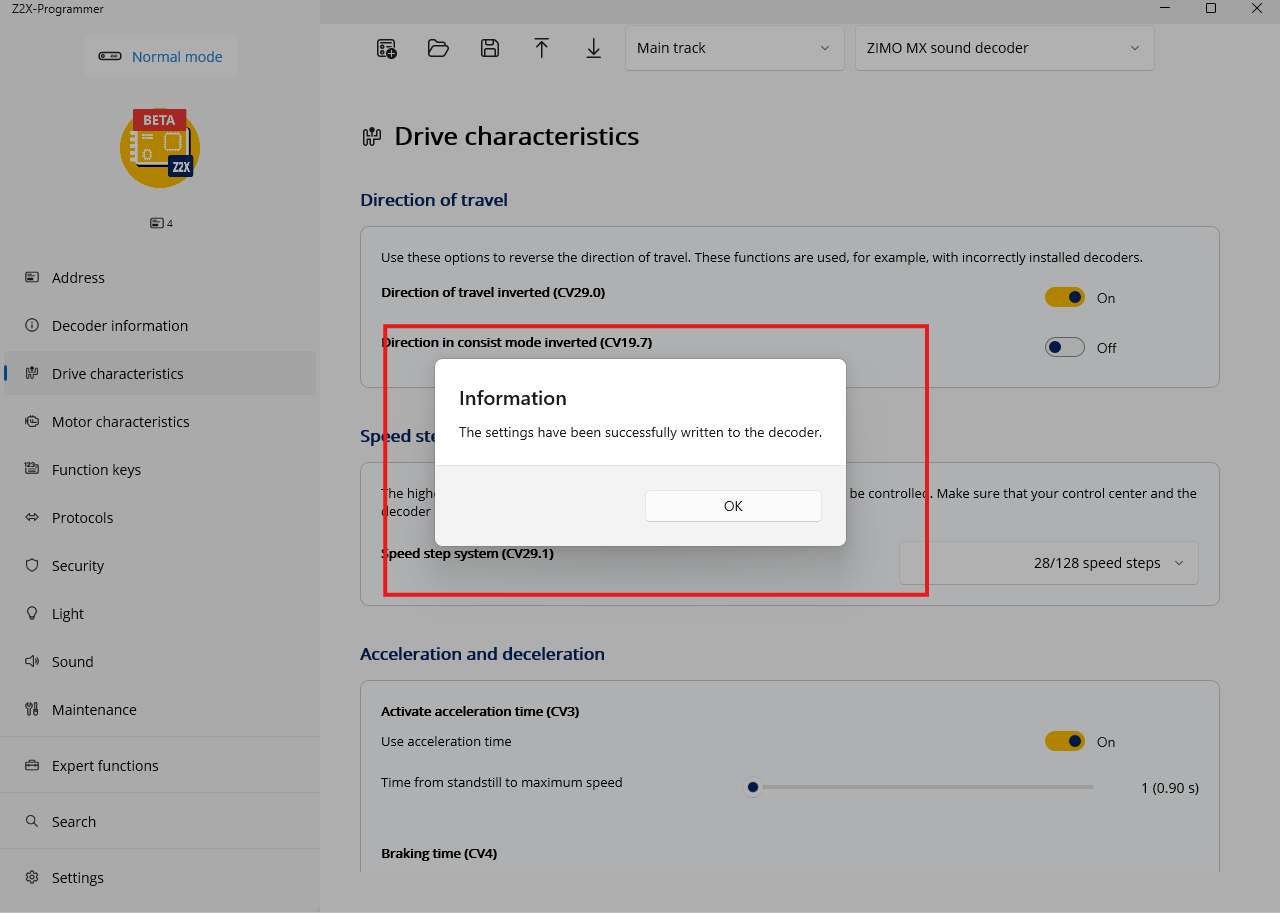 Z2X-Programmer
Normal mode
BETA
Z2X
4
Address
Decoder information
Drive characteristics
Motor characteristics
Function keys
Protocols
Security
Light
Sound
Maintenance
Expert functions
Search
Settings
Main track
ZIMO MX sound decoder
Drive characteristics
Direction of travel
Use these options to reverse the direction of travel. These functions are used, for example, with incorrectly installed decoders.
Direction of travel inverted (CV29.0)
On
Direction in consist mode inverted (CV19.7)
Off
Information
The settings have been successfully written to the decoder.
OK
Speed
The be controlled. Make sure that your control center and the
decoder
Speed step system (CV29.1)
28/128 speed steps
Acceleration and deceleration
Activate acceleration time (CV3)
Use acceleration time
On
Time from standstill to maximum speed
1 (0.90 s)
Braking time (CV4)